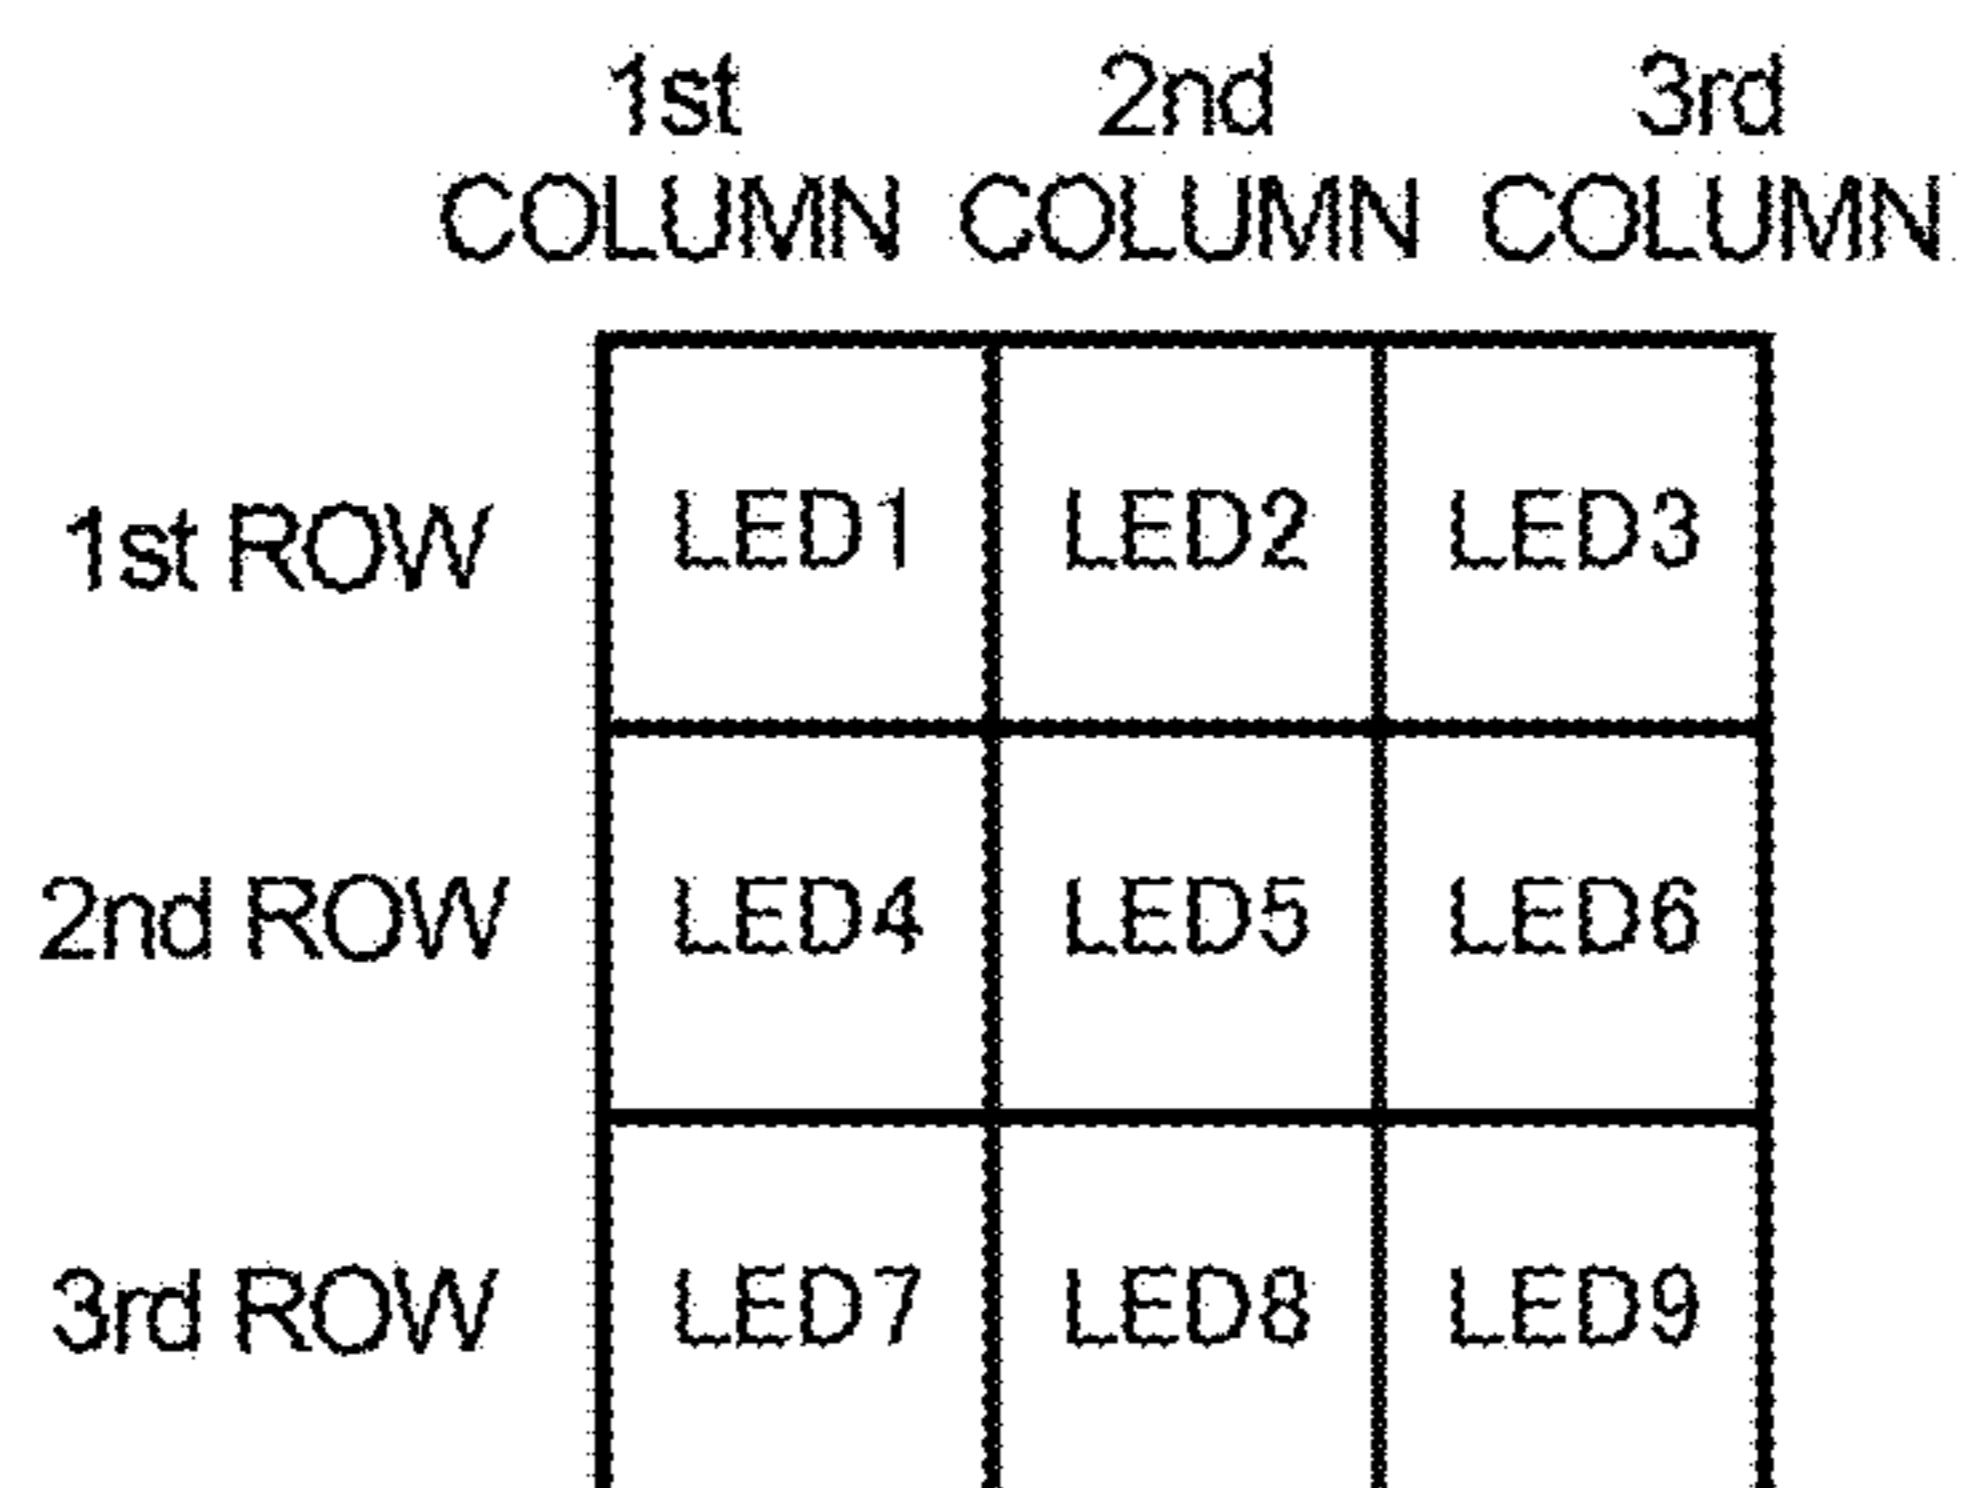 1st 2nd 3rd
COLUMN COLUMN COLUMN
1st ROW LED1 LED2 LED3
2nd ROW LED4 LED5 LED6
3rd ROW LED7 LED8 LED9